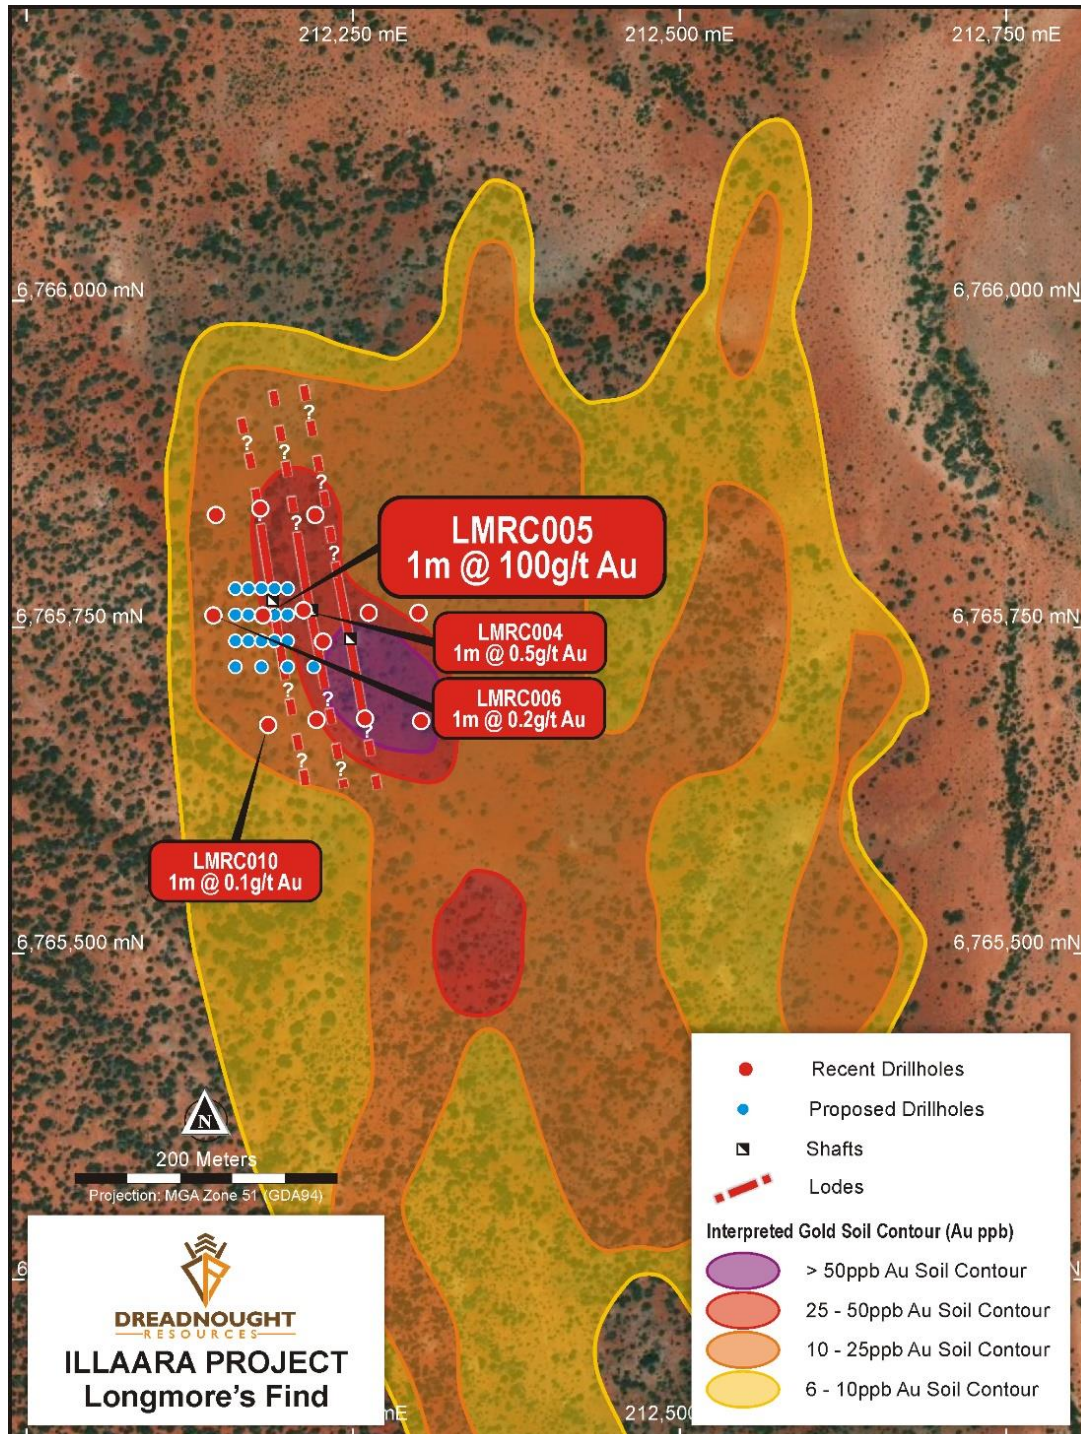 212,250 mE
212,500 mE
212,750 mE
6,766,000 mN
6,766,000 mN
?
?
?
?
?
?
?
?
?
LMRC005
1m @ 100g/t Au
6,765,750 mN
6,765,750 mN
LMRC004
1m @ 0.5g/t Au
LMRC006
1m @ 0.2g/t Au
?
?
?
?
?
?
LMRC010
1m @ 0.1g/t Au
6,765,500 mN
6,765,500 mN
N
200 Meters
Projection: MGA Zone 51 (GDA94)
DREADNOUGHT
RESOURCES
ILLAARA PROJECT
Longmore's Find
Recent Drillholes
Proposed Drillholes
Shafts
Lodes
Interpreted Gold Soil Contour (Au ppb)
> 50ppb Au Soil Contour
25 - 50ppb Au Soil Contour
10 - 25ppb Au Soil Contour
6 - 10ppb Au Soil Contour
mE
212,500